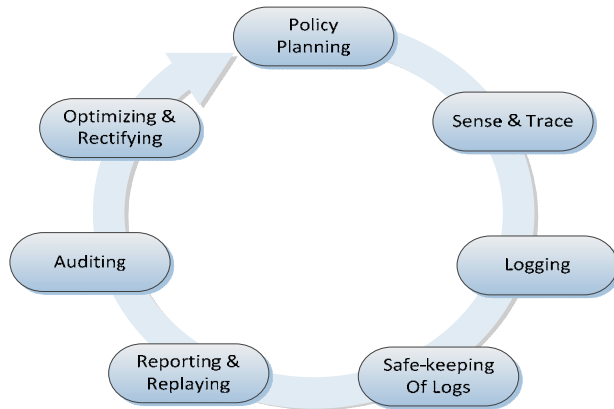 Policy
Planning
Sense & Trace
Logging
Safe-keeping
Of Logs
Reporting &
Replaying
Auditing
Optimizing &
Rectifying